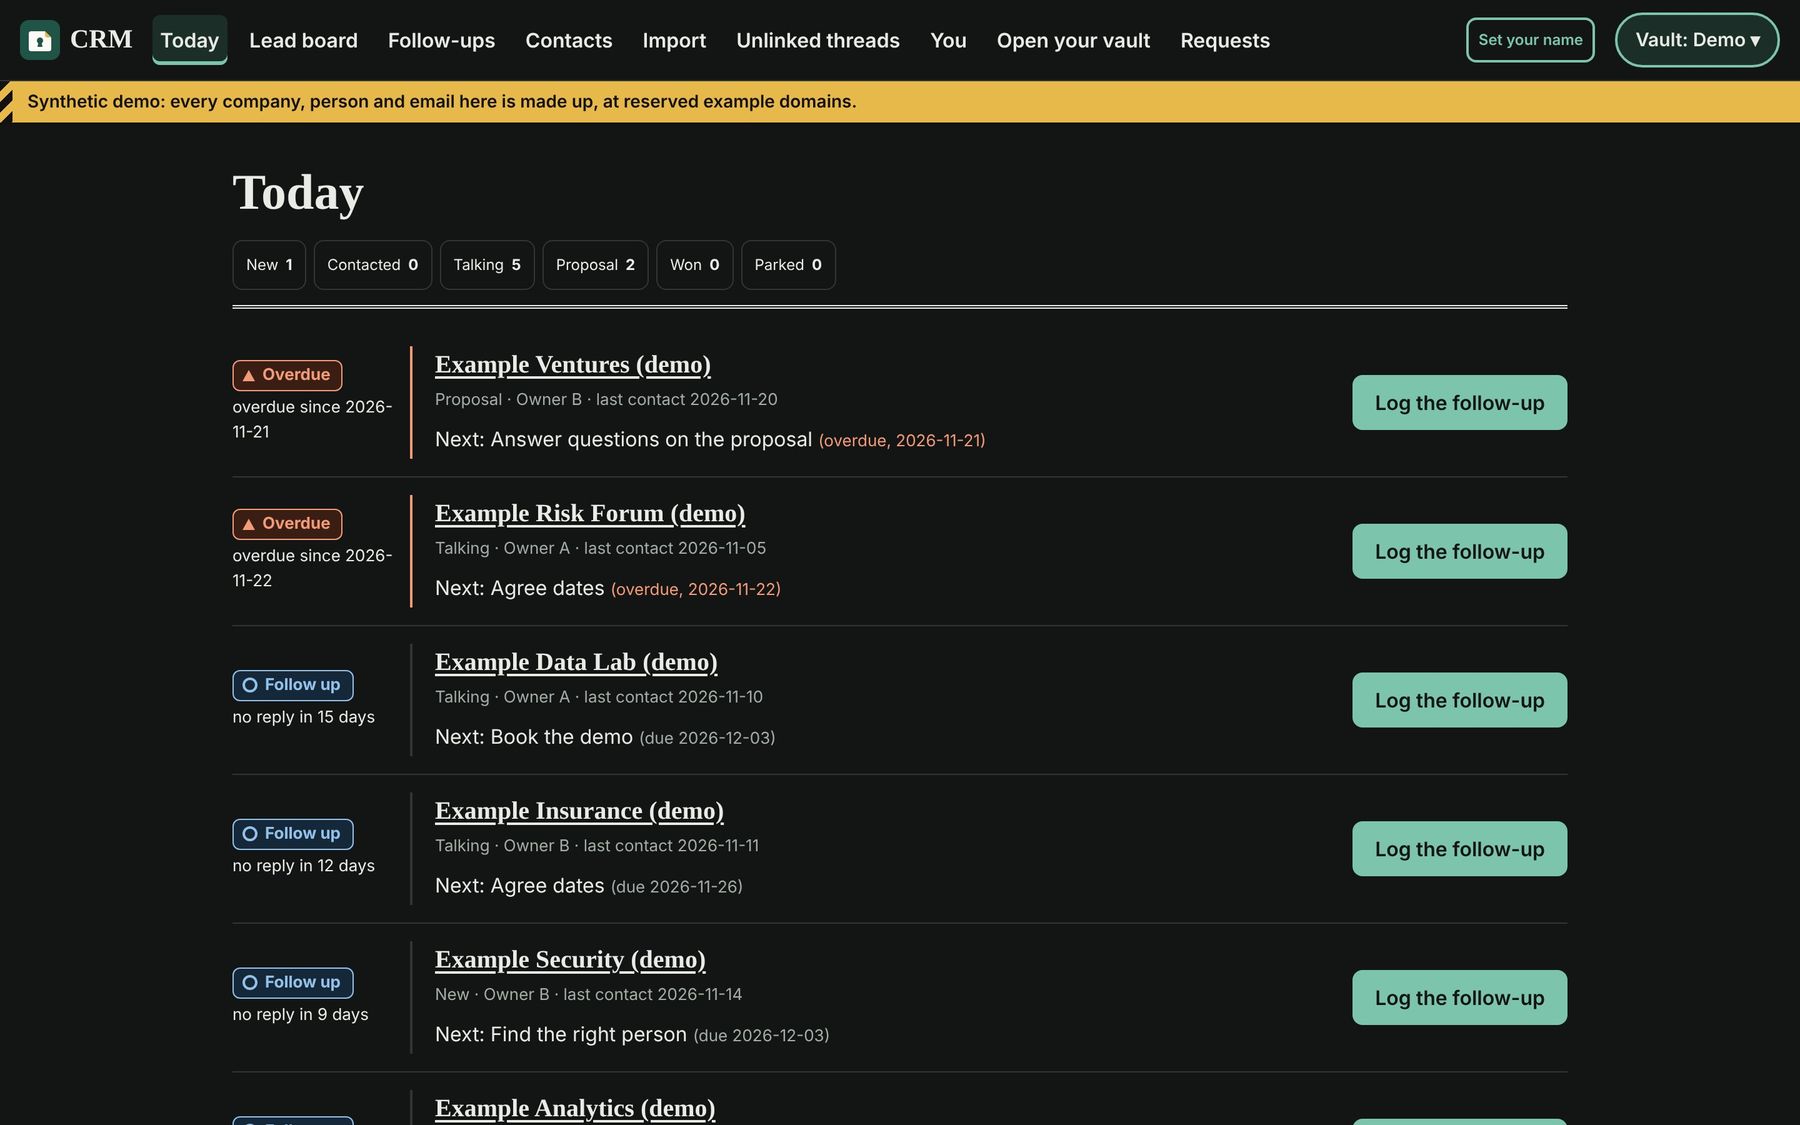 CRM Today Lead board Follow-ups Contacts Import Unlinked threads You Open your vault Requests Set your name Vault: Demo ▾
Synthetic demo: every company, person and email here is made up, at reserved example domains.
Today
New 1 Contacted 0 Talking 5 Proposal 2 Won 0 Parked 0
▲ Overdue
overdue since 2026-
11-21
Example Ventures (demo)
Proposal · Owner B · last contact 2026-11-20
Next: Answer questions on the proposal (overdue, 2026-11-21)
Log the follow-up
▲ Overdue
overdue since 2026-
11-22
Example Risk Forum (demo)
Talking · Owner A · last contact 2026-11-05
Next: Agree dates (overdue, 2026-11-22)
Log the follow-up
Follow up
no reply in 15 days
Example Data Lab (demo)
Talking · Owner A · last contact 2026-11-10
Next: Book the demo (due 2026-12-03)
Log the follow-up
Follow up
no reply in 12 days
Example Insurance (demo)
Talking · Owner B · last contact 2026-11-11
Next: Agree dates (due 2026-11-26)
Log the follow-up
Follow up
no reply in 9 days
Example Security (demo)
New · Owner B · last contact 2026-11-14
Next: Find the right person (due 2026-12-03)
Log the follow-up
Example Analytics (demo)